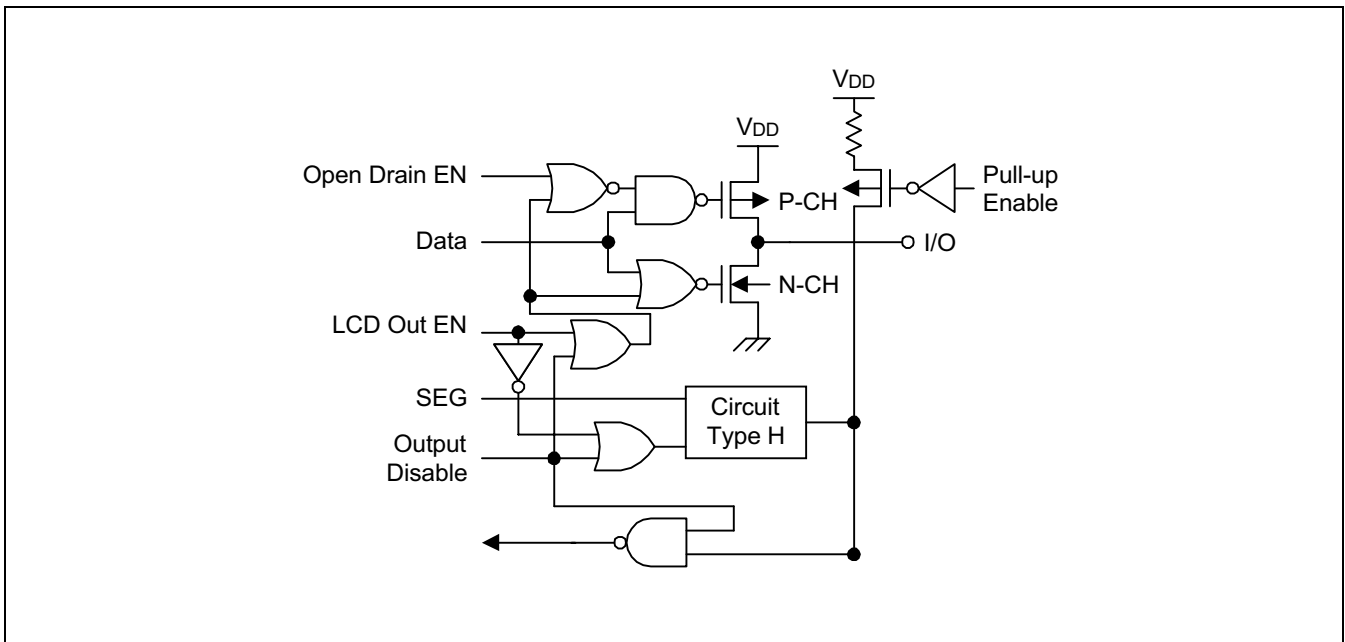 VDD
VDD
Open Drain EN
P-CH
Pull-up
Enable
Data
I/O
N-CH
LCD Out EN
SEG
Circuit
Type H
Output
Disable